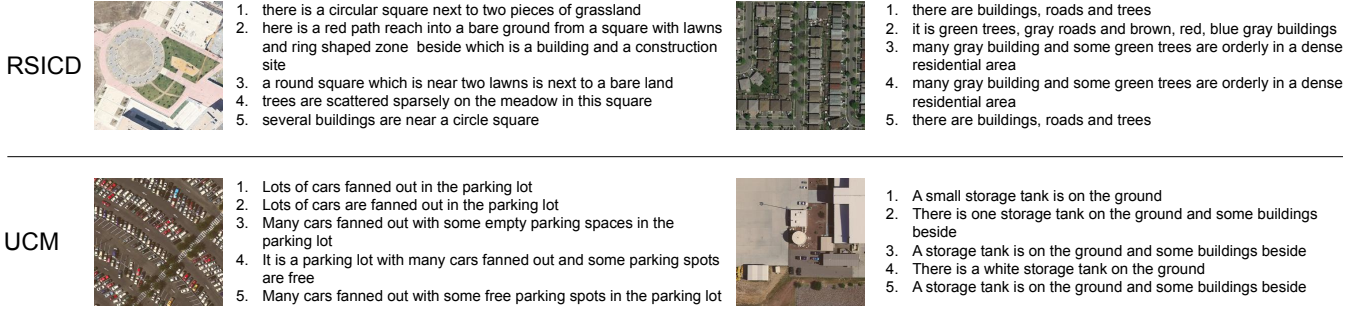 RSICD
1. there is a circular square next to two pieces of grassland
2. here is a red path reach into a bare ground from a square with lawns
and ring shaped zone beside which is a building and a construction
site
3. a round square which is near two lawns is next to a bare land
4. trees are scattered sparsely on the meadow in this square
5. several buildings are near a circle square
1. there are buildings, roads and trees
2. it is green trees, gray roads and brown, red, blue gray buildings
3. many gray building and some green trees are orderly in a dense
residential area
4. many gray building and some green trees are orderly in a dense
residential area
5. there are buildings, roads and trees
UCM
1. Lots of cars fanned out in the parking lot
2. Lots of cars are fanned out in the parking lot
3. Many cars fanned out with some empty parking spaces in the
parking lot
4. It is a parking lot with many cars fanned out and some parking spots
are free
5. Many cars fanned out with some free parking spots in the parking lot
1. A small storage tank is on the ground
2. There is one storage tank on the ground and some buildings
beside
3. A storage tank is on the ground and some buildings beside
4. There is a white storage tank on the ground
5. A storage tank is on the ground and some buildings beside